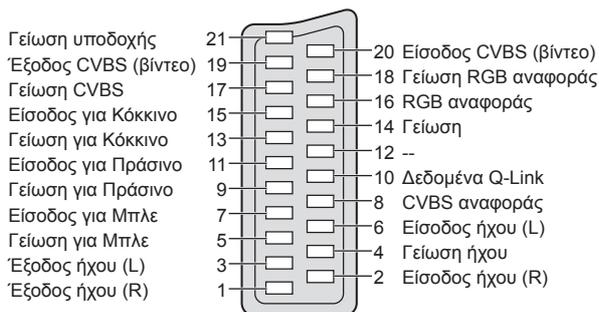 Γείωση υποδοχής 21
Έξοδος CVBS (βίντεο) 19
Γείωση CVBS 17
Είσοδος για Κόκκινο 15
Γείωση για Κόκκινο 13
Είσοδος για Πράσινο 11
Γείωση για Πράσινο 9
Είσοδος για Μπλε 7
Γείωση για Μπλε 5
Έξοδος ήχου (L) 3
Έξοδος ήχου (R) 1
20 Είσοδος CVBS (βίντεο)
18 Γείωση RGB αναφοράς
16 RGB αναφοράς
14 Γείωση
12 --
10 Δεδομένα Q-Link
8 CVBS αναφοράς
6 Είσοδος ήχου (L)
4 Γείωση ήχου
2 Είσοδος ήχου (R)